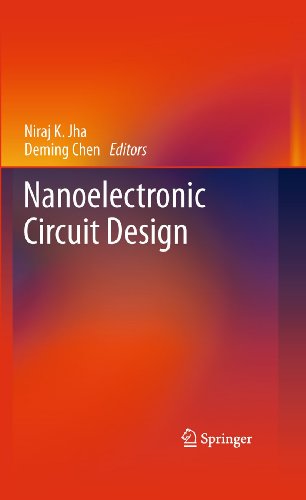 Niraj K. Jha
Deming Chen Editors
Nanoelectronic
Circuit Design
Springer